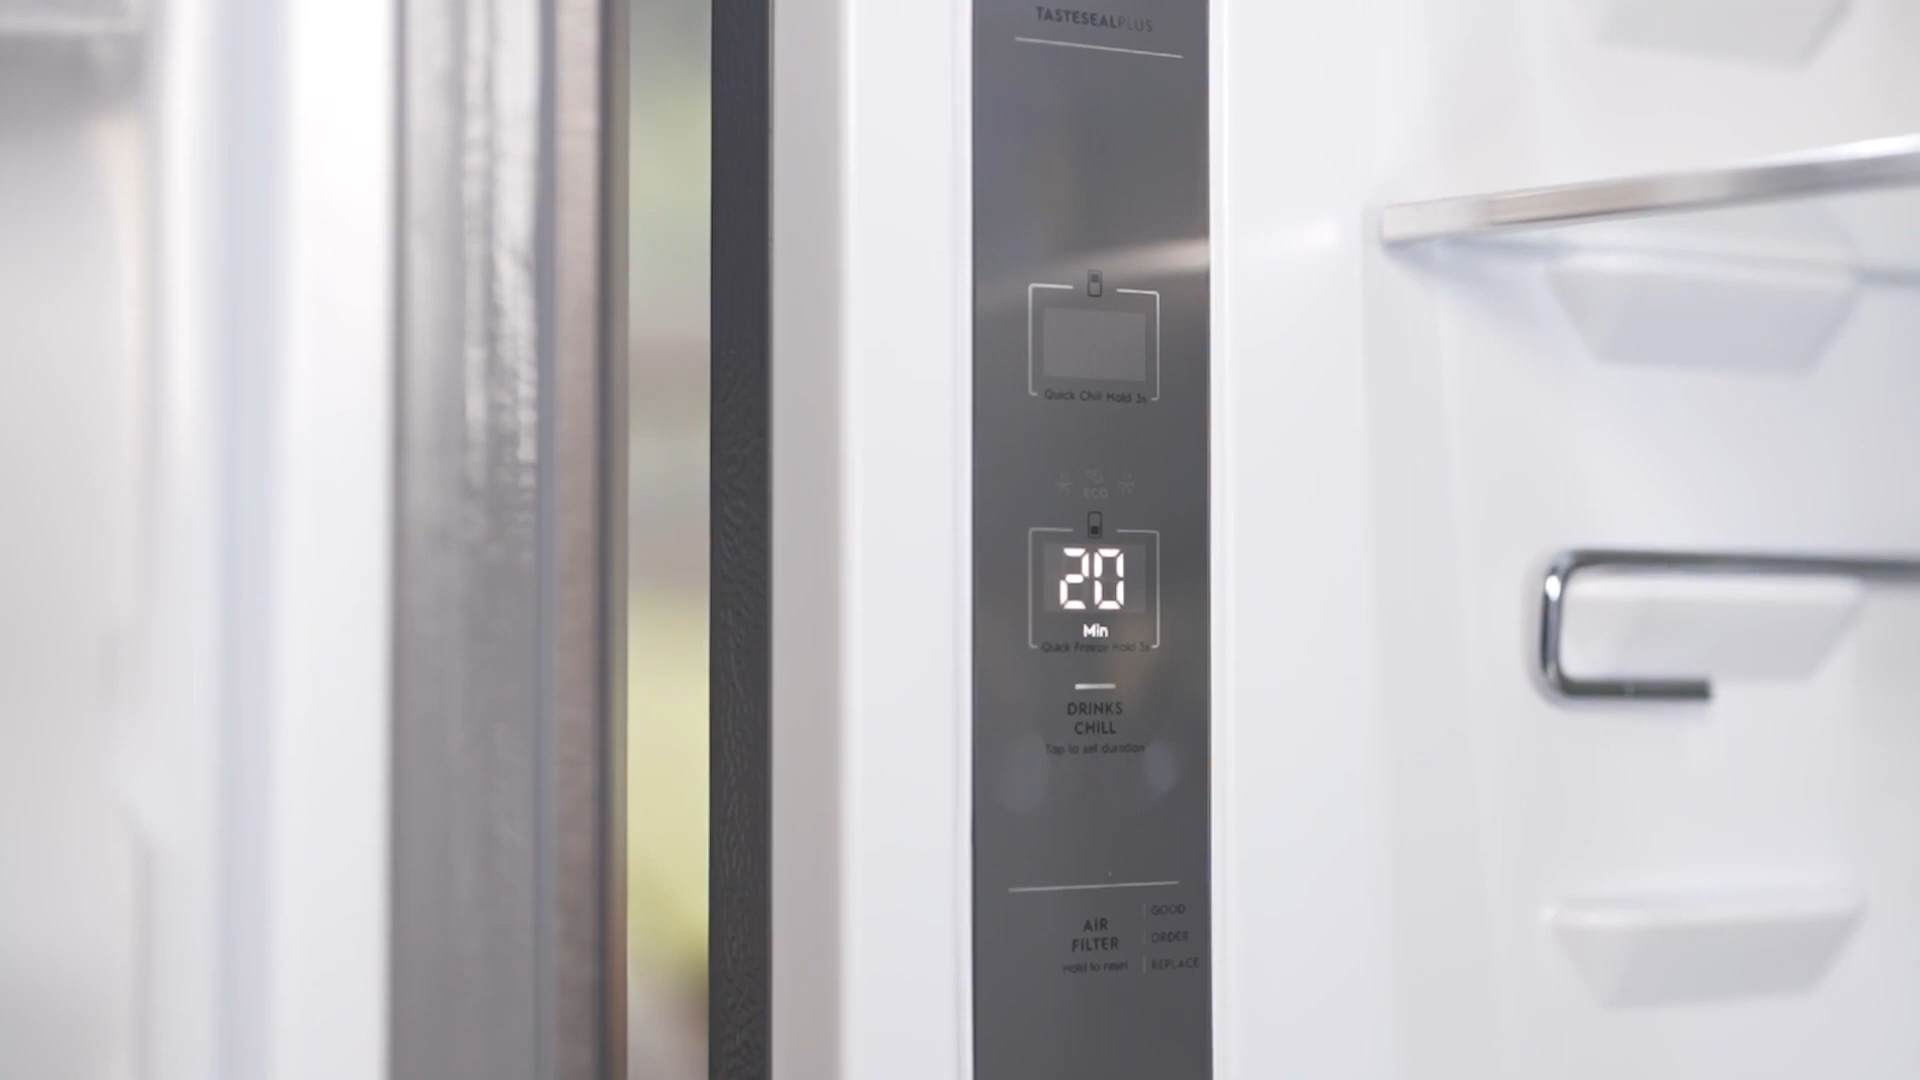 TASTESEALPLUS
Quick Chill Hold 3s
ECO
20
Min
Quick Freeze Hold 3s
DRINKS
CHILL
Tap to set duration
AIR
FILTER
Hold to reset
GOOD
ORDER
REPLACE